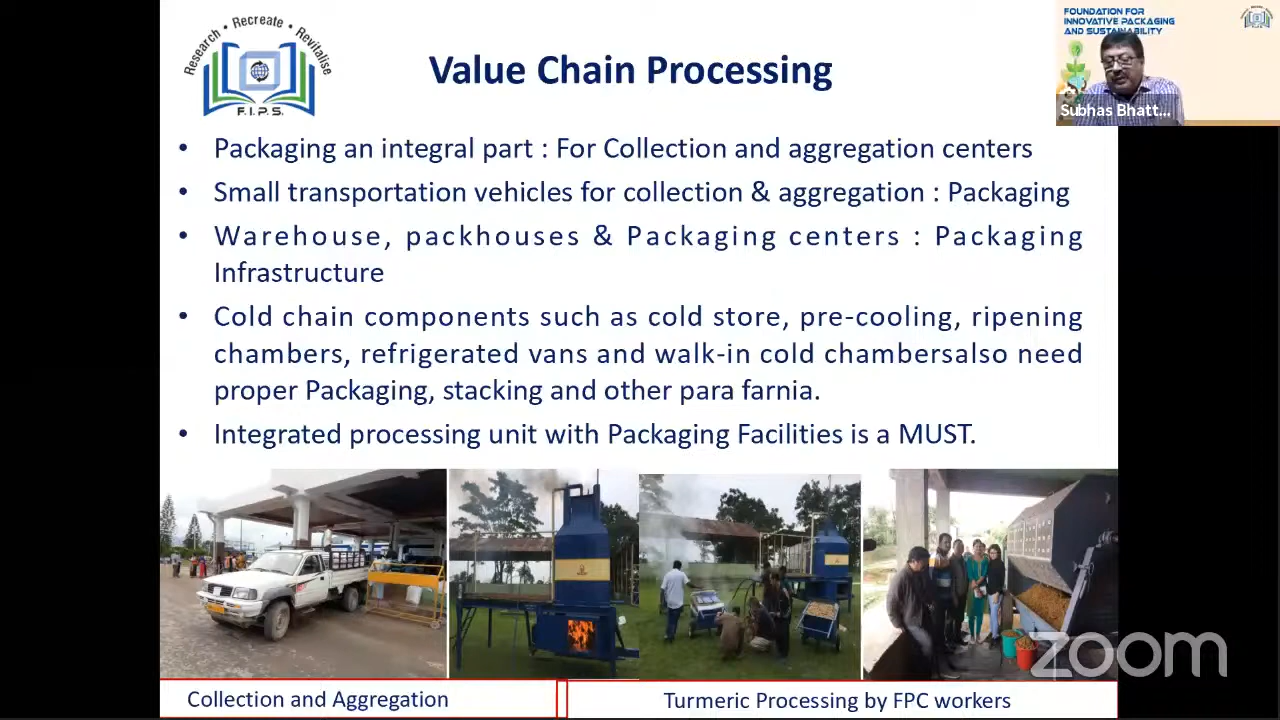 Research • Recreate • Revitalise
F.I.P.S.
Value Chain Processing
FOUNDATION FOR
INNOVATIVE PACKAGING
AND SUSTAINABILITY
Subhas Bhatt...
• Packaging an integral part : For Collection and aggregation centers
• Small transportation vehicles for collection & aggregation : Packaging
• Warehouse, packhouses & Packaging centers : Packaging
Infrastructure
• Cold chain components such as cold store, pre-cooling, ripening
chambers, refrigerated vans and walk-in cold chambersalso need
proper Packaging, stacking and other para farnia.
• Integrated processing unit with Packaging Facilities is a MUST.
zoom
Collection and Aggregation
Turmeric Processing by FPC workers